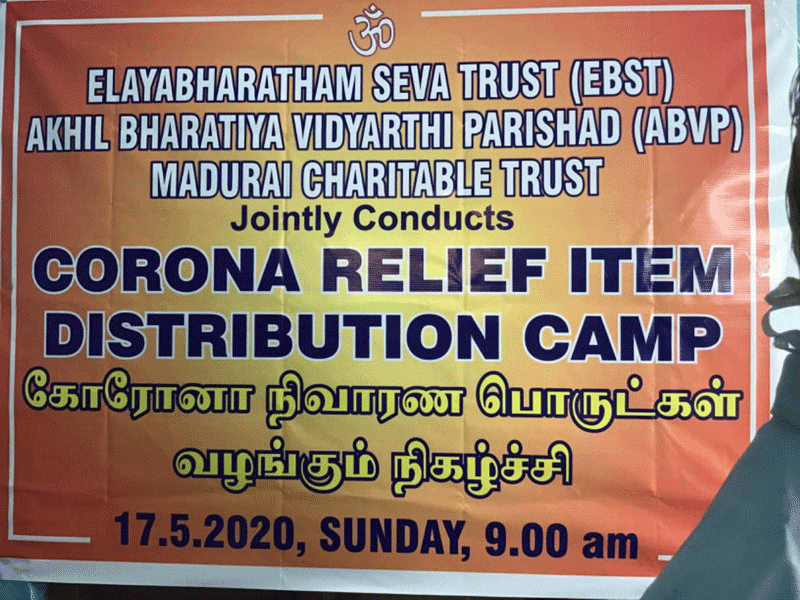 ॐ
ELAYABHARATHAM SEVA TRUST (EBST)
AKHIL BHARATIYA VIDYARTHI PARISHAD (ABVP)
MADURAI CHARITABLE TRUST
Jointly Conducts
CORONA RELIEF ITEM
DISTRIBUTION CAMP
கோரோனா நிவாரண பொருட்கள்
வழங்கும் நிகழ்ச்சி
17.5.2020, SUNDAY, 9.00 am